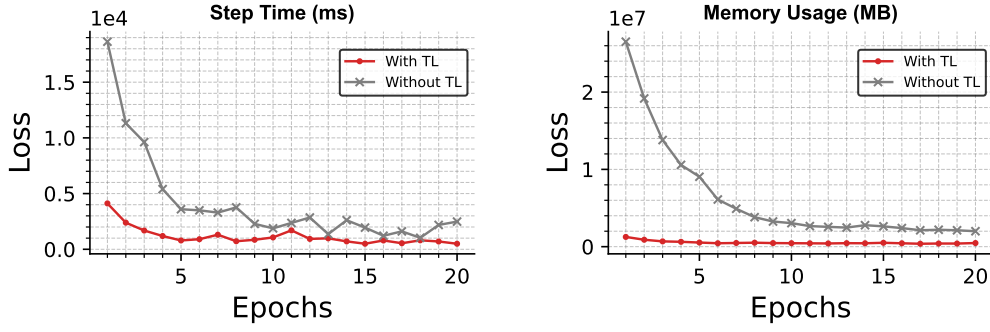 Step Time (ms)
1e4
With TL
Without TL
Loss
1.5
1.0
0.5
0.0
5
10
15
20
Epochs
Memory Usage (MB)
1e7
With TL
Without TL
Loss
2
1
0
5
10
15
20
Epochs